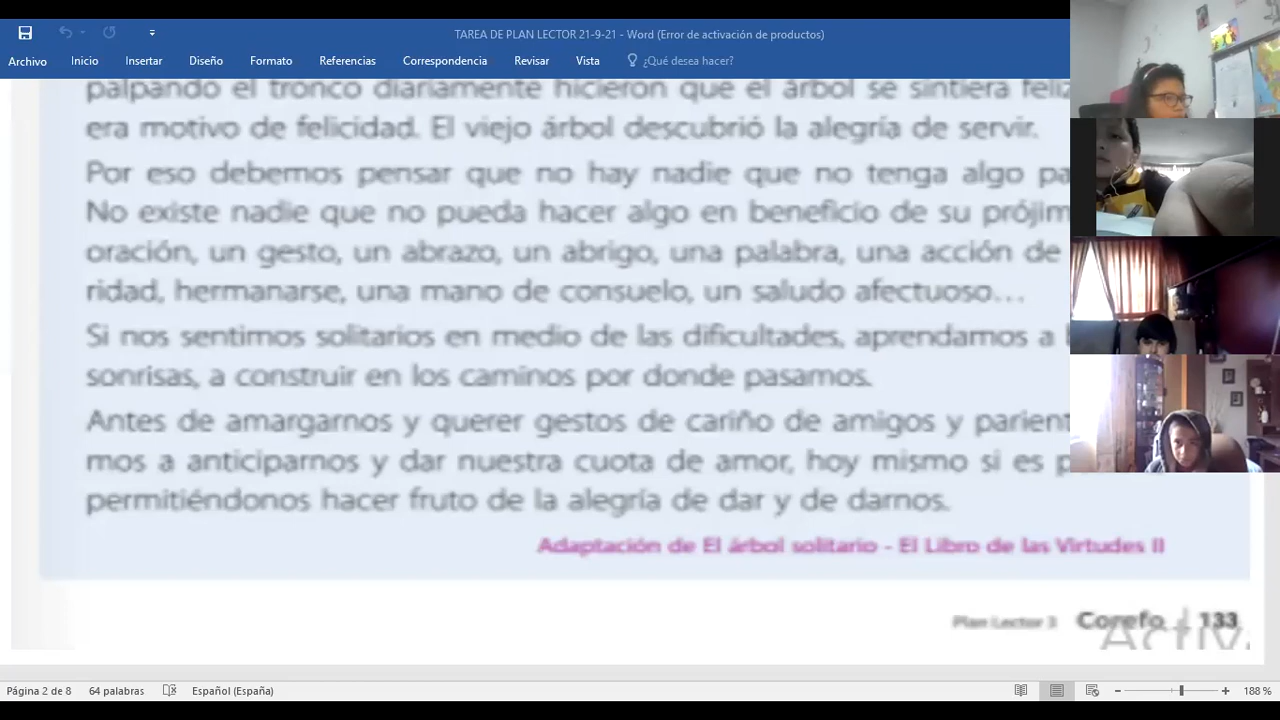 TAREA DE PLAN LECTOR 21-9-21 - Word (Error de activación de productos)
Archivo Inicio Insertar Diseño Formato Referencias Correspondencia Revisar Vista ¿Qué desea hacer?
palpando el tronco diariamente hicieron que el árbol se sintiera feliz
era motivo de felicidad. El viejo árbol descubrió la alegría de servir.
Por eso debemos pensar que no hay nadie que no tenga algo pa
No existe nadie que no pueda hacer algo en beneficio de su prójim
oración, un gesto, un abrazo, un abrigo, una palabra, una acción de
ridad, hermanarse, una mano de consuelo, un saludo afectuoso...
Si nos sentimos solitarios en medio de las dificultades, aprendamos a
sonrisas, a construir en los caminos por donde pasamos.
Antes de amargarnos y querer gestos de cariño de amigos y parient
mos a anticiparnos y dar nuestra cuota de amor, hoy mismo si es p
permitiéndonos hacer fruto de la alegría de dar y de darnos.
Adaptación de El árbol solitario - El Libro de las Virtudes II
Plan Lector 3 Corefo 133
Activa
Página 2 de 8 64 palabras Español (España) 188 %